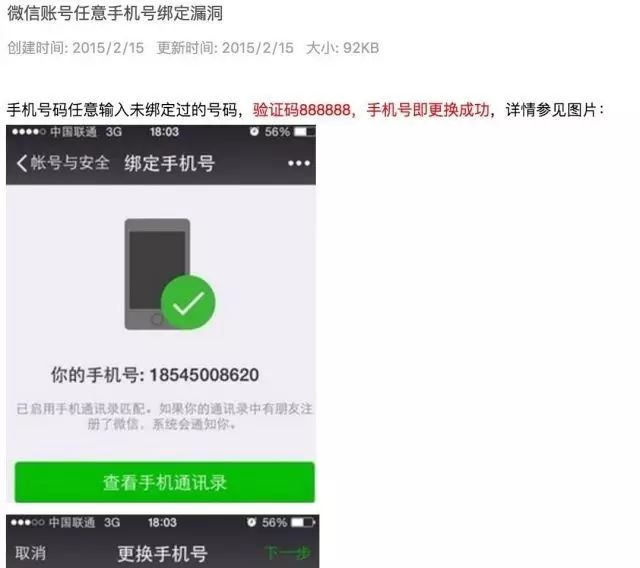 微信账号任意手机号绑定漏洞
创建时间: 2015/2/15 更新时间: 2015/2/15 大小: 92KB
手机号码任意输入未绑定过的号码，验证码888888，手机号即更换成功，详情参见图片：
中国联通 3G 18:03 56%
帐号与安全 绑定手机号
你的手机号: 18545008620
已启用手机通讯录匹配。如果你的通讯录中有朋友注
册了微信，系统会通知你。
查看手机通讯录
中国联通 3G 18:03 56%
取消 更换手机号 下一步